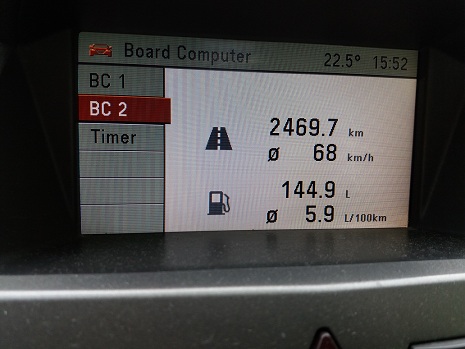 Board Computer 22.5° 15:52
BC 1
BC 2
Timer
2469.7 km
ø 68 km/h
144.9 L
ø 5.9 L/100km